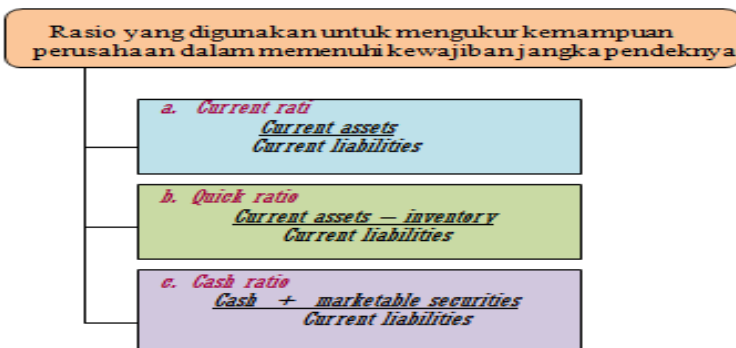 Rasio yang digunakan untuk mengukur kemampuan
perusahaan dalam memenuhi kewajiban jangka pendeknya
a. Current rati
Current assets
Current liabilities
b. Quick ratio
Current assets – inventory
Current liabilities
c. Cash ratio
Cash + marketable securities
Current liabilities